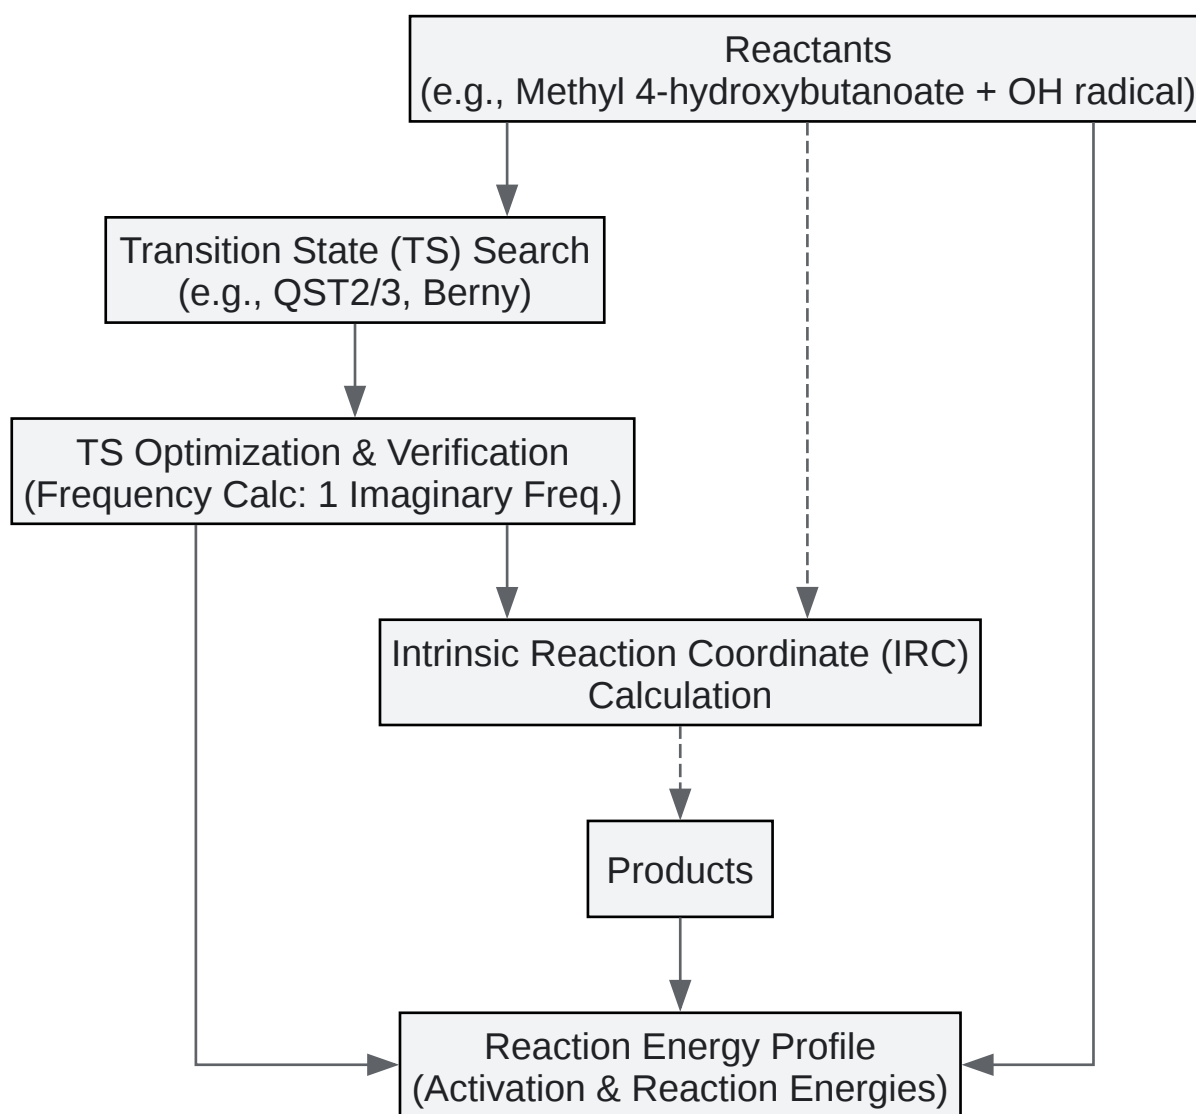 Reactants
(e.g., Methyl 4-hydroxybutanoate + OH radical)
Transition State (TS) Search
(e.g., QST2/3, Berny)
TS Optimization & Verification
(Frequency Calc: 1 Imaginary Freq.)
Intrinsic Reaction Coordinate (IRC)
Calculation
Products
Reaction Energy Profile
(Activation & Reaction Energies)